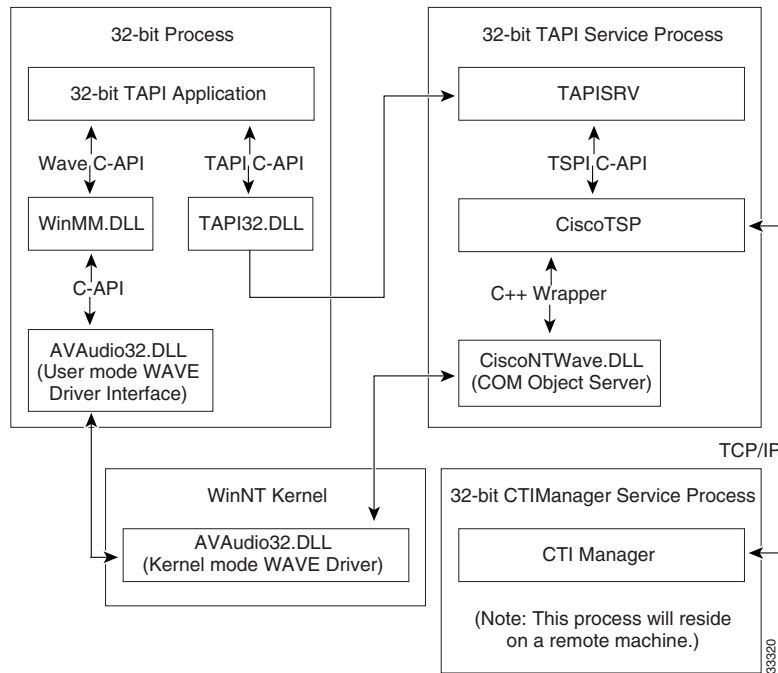 32-bit Process
32-bit TAPI Application
Wave C-API
TAPI C-API
WinMM.DLL
TAPI32.DLL
C-API
AVAudio32.DLL
(User mode WAVE
Driver Interface)
32-bit TAPI Service Process
TAPISRV
TSPI C-API
CiscoTSP
C++ Wrapper
CiscoNTWave.DLL
(COM Object Server)
TCP/IP
WinNT Kernel
AVAudio32.DLL
(Kernel mode WAVE Driver)
32-bit CTIManager Service Process
CTI Manager
(Note: This process will reside
on a remote machine.)
33320